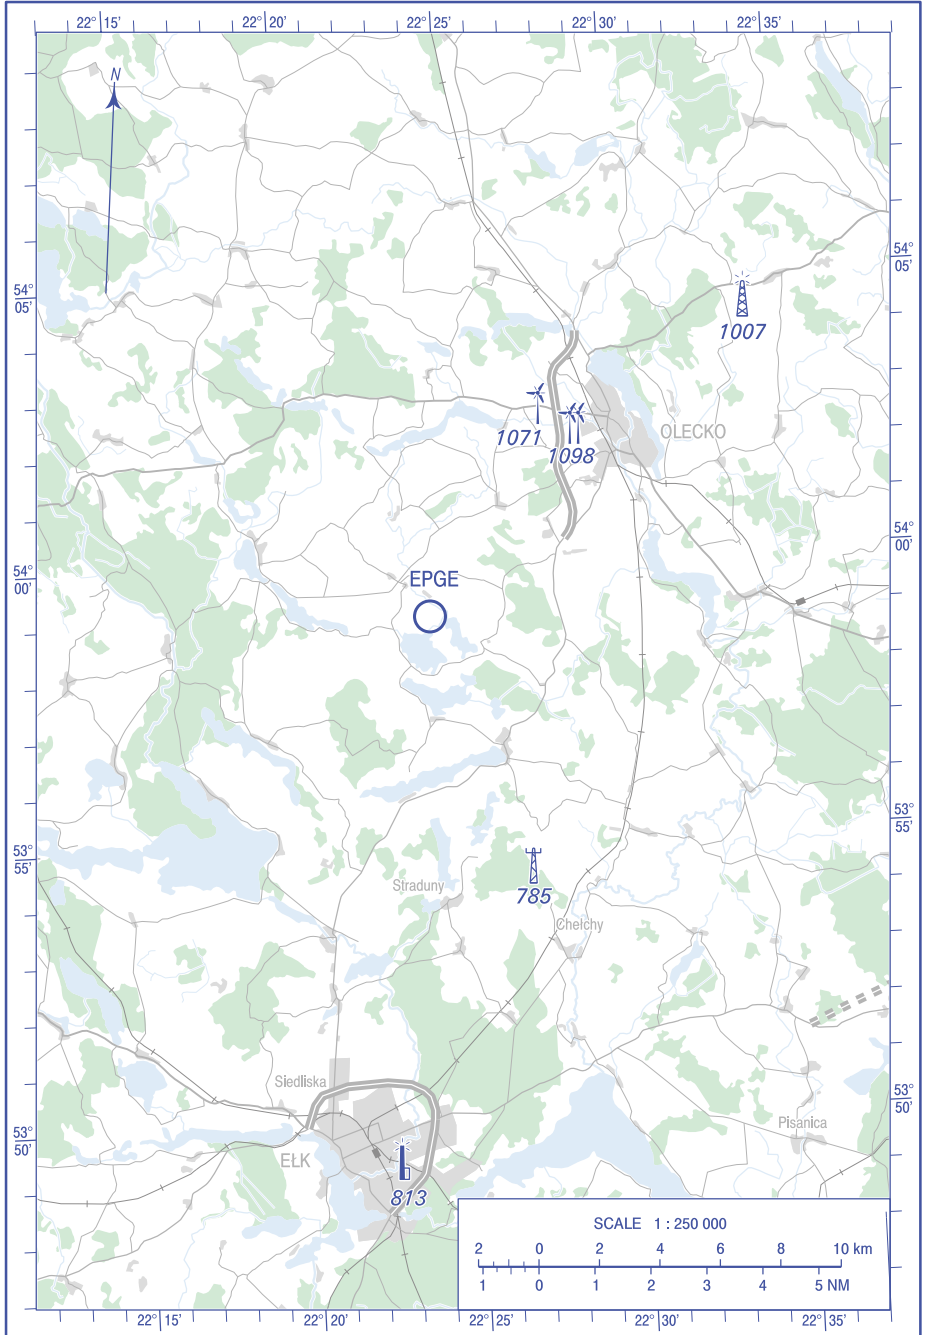 22° 15' 22° 20' 22° 25' 22° 30' 22° 35'
N
54° 05'
54° 05'
1007
1071
1098
OLECKO
54° 00'
54° 00'
EPGE
53° 55'
53° 55'
785
Straduny
Chełchy
53° 50'
53° 50'
Siedliska
Pisanica
EŁK
813
SCALE 1 : 250 000
2 0 2 4 6 8 10 km
1 0 1 2 3 4 5 NM
22° 15' 22° 20' 22° 25' 22° 30' 22° 35'